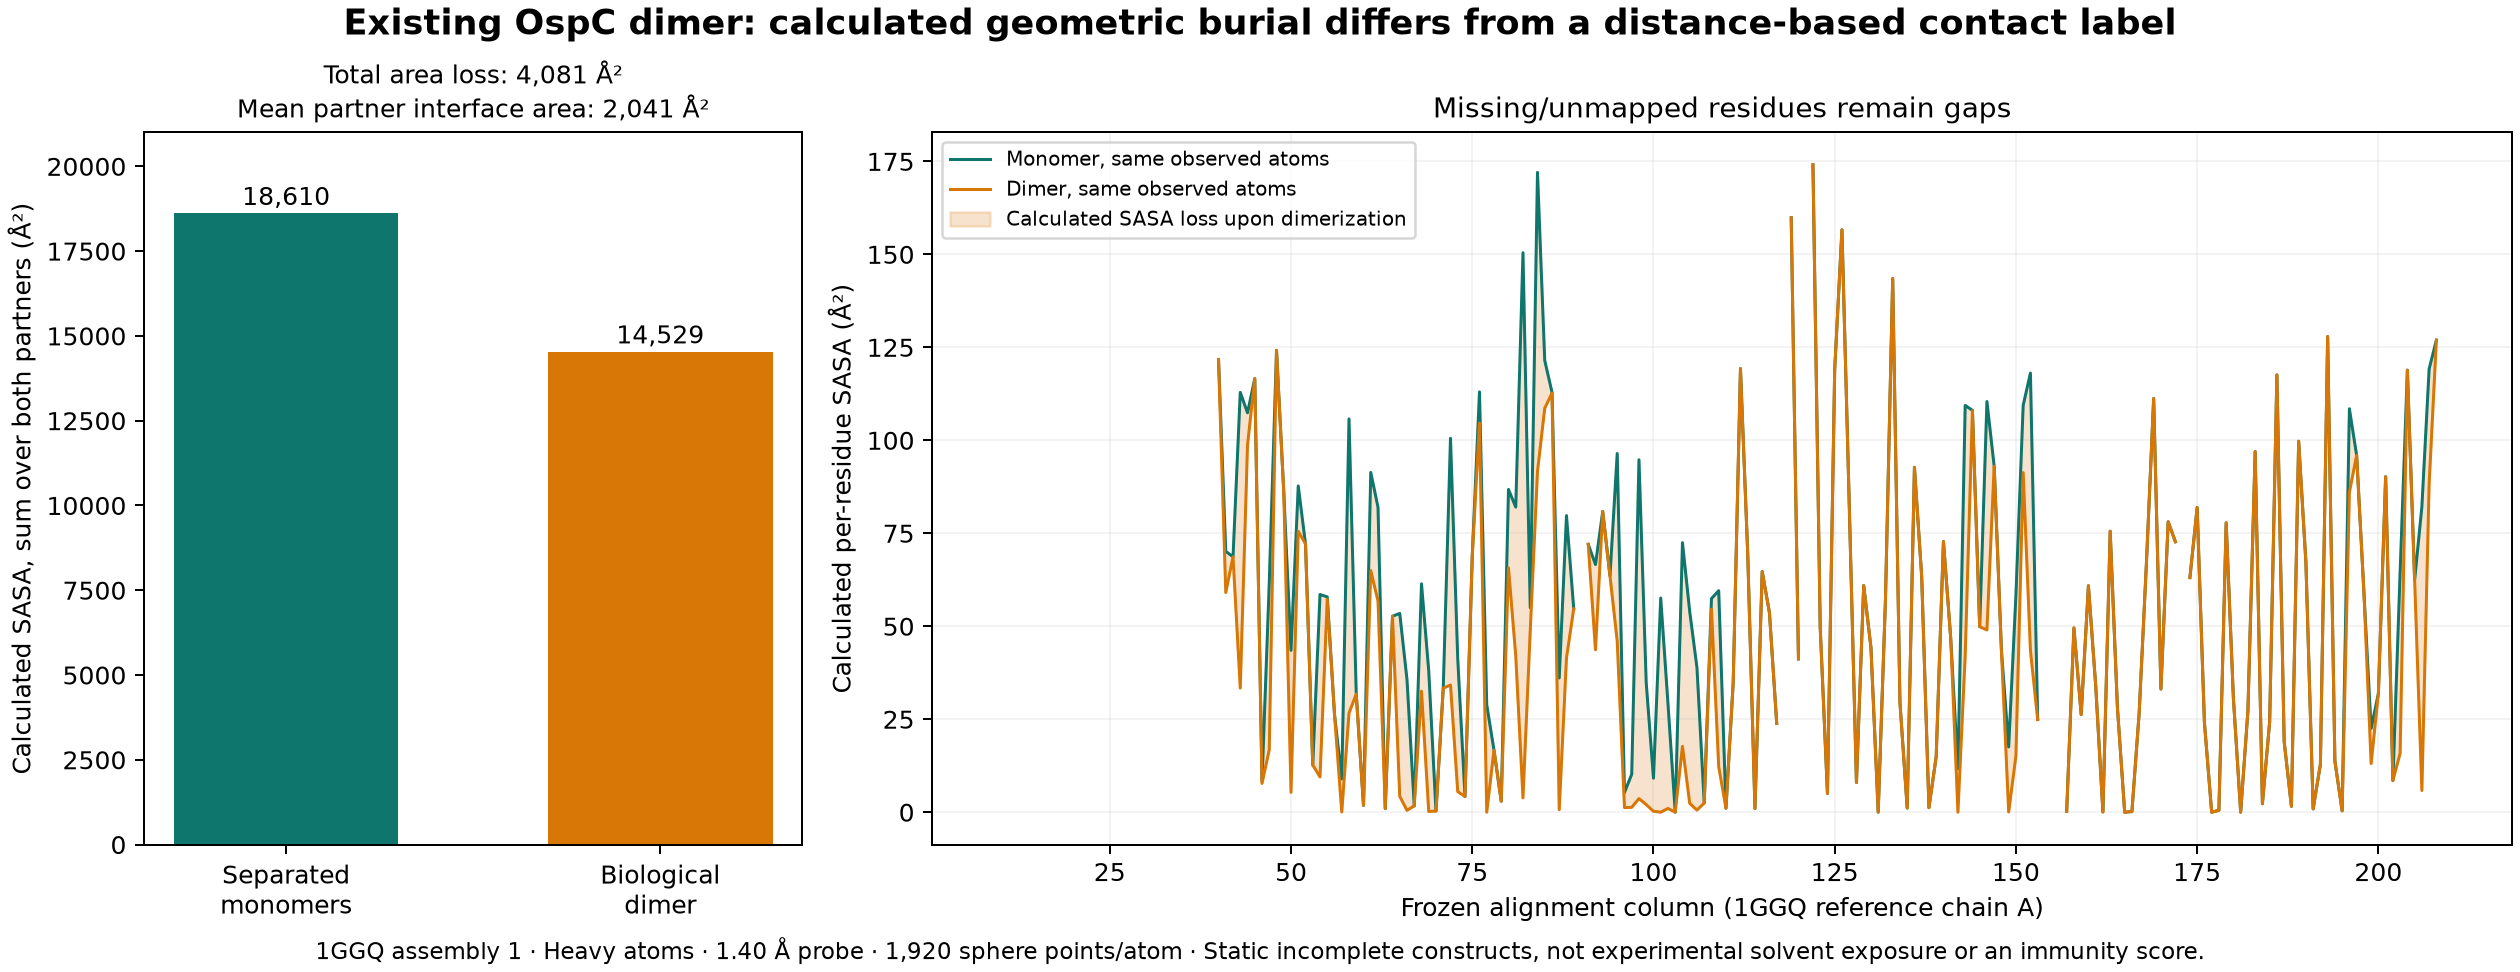 Existing OspC dimer: calculated geometric burial differs from a distance-based contact label
Total area loss: 4,081 Å²
Mean partner interface area: 2,041 Å²
Calculated SASA, sum over both partners (Å²)
20000
17500
15000
12500
10000
7500
5000
2500
0
18,610
14,529
Separated
monomers
Biological
dimer
Missing/unmapped residues remain gaps
Calculated per-residue SASA (Å²)
175
150
125
100
75
50
25
0
Monomer, same observed atoms
Dimer, same observed atoms
Calculated SASA loss upon dimerization
25
50
75
100
125
150
175
200
Frozen alignment column (1GGQ reference chain A)
1GGQ assembly 1 · Heavy atoms · 1.40 Å probe · 1,920 sphere points/atom · Static incomplete constructs, not experimental solvent exposure or an immunity score.